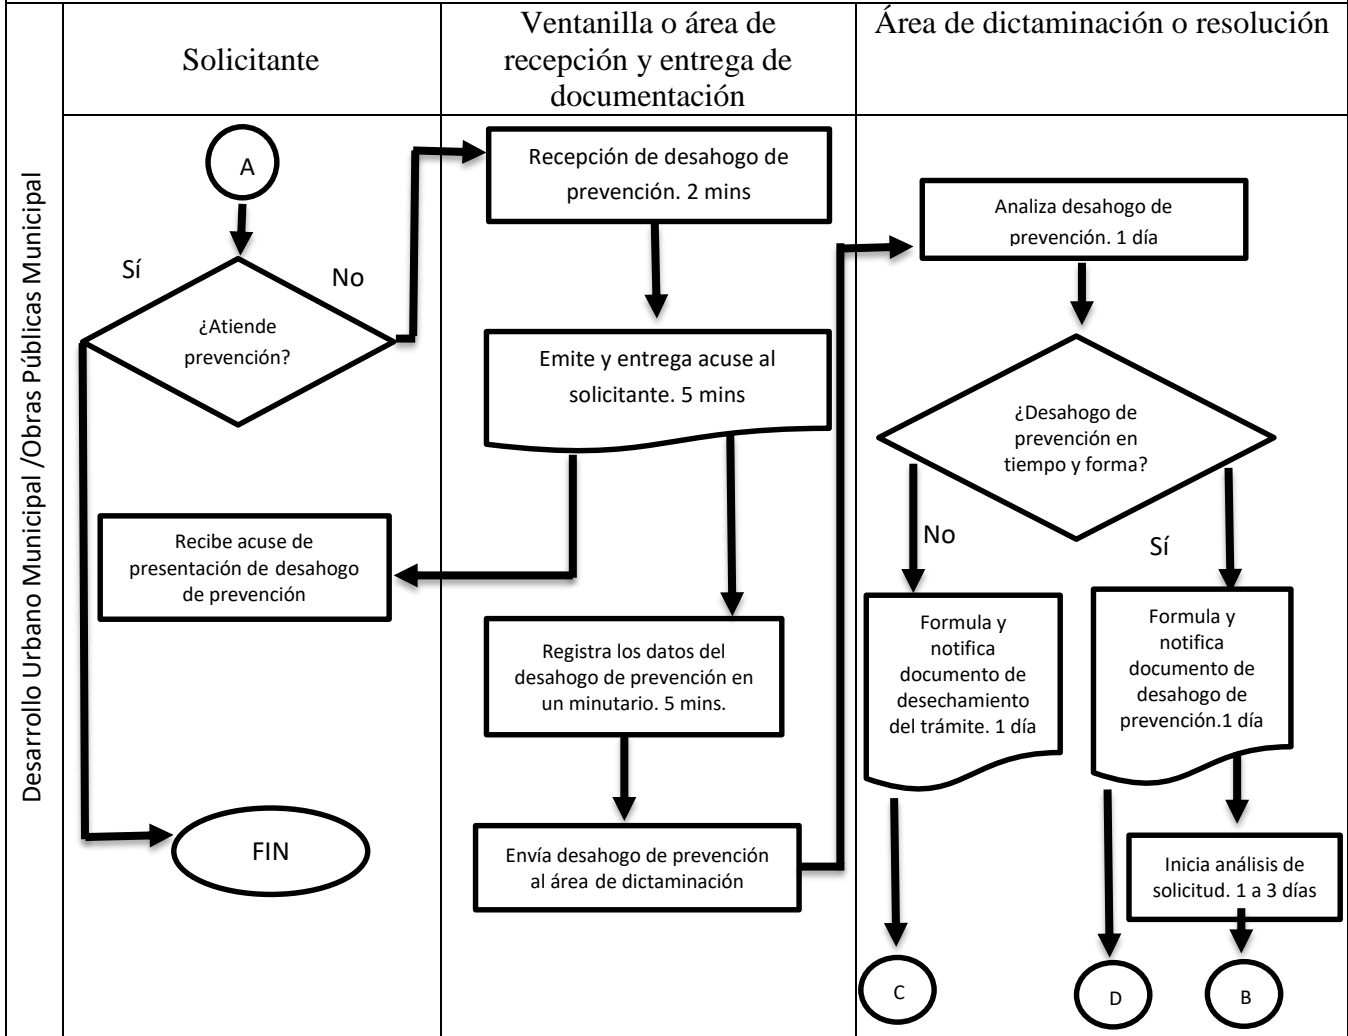 Desarrollo Urbano Municipal /Obras Públicas Municipal
Solicitante
Ventanilla o área de
recepción y entrega de
documentación
Área de dictaminación o resolución
A
Sí
No
¿Atiende
prevención?
Recibe acuse de
presentación de desahogo
de prevención
FIN
Recepción de desahogo de
prevención. 2 mins
Emite y entrega acuse al
solicitante. 5 mins
Registra los datos del
desahogo de prevención en
un minutario. 5 mins.
Envía desahogo de prevención
al área de dictaminación
Analiza desahogo de
prevención. 1 día
¿Desahogo de
prevención en
tiempo y forma?
No
Sí
Formula y
notifica
documento de
desechamiento
del trámite. 1 día
Formula y
notifica
documento de
desahogo de
prevención.1 día
Inicia análisis de
solicitud. 1 a 3 días
C
D
B